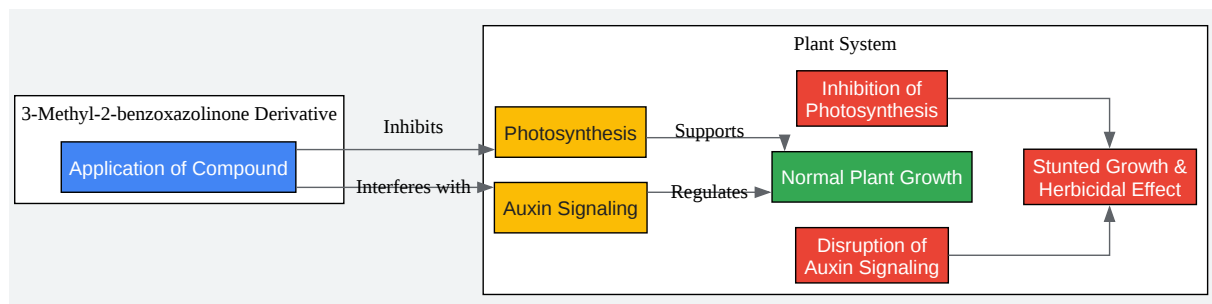 Plant System
3-Methyl-2-benzoxazolinone Derivative
Application of Compound
Inhibits
Interferes with
Photosynthesis
Auxin Signaling
Supports
Regulates
Normal Plant Growth
Inhibition of
Photosynthesis
Disruption of
Auxin Signaling
Stunted Growth &
Herbicidal Effect